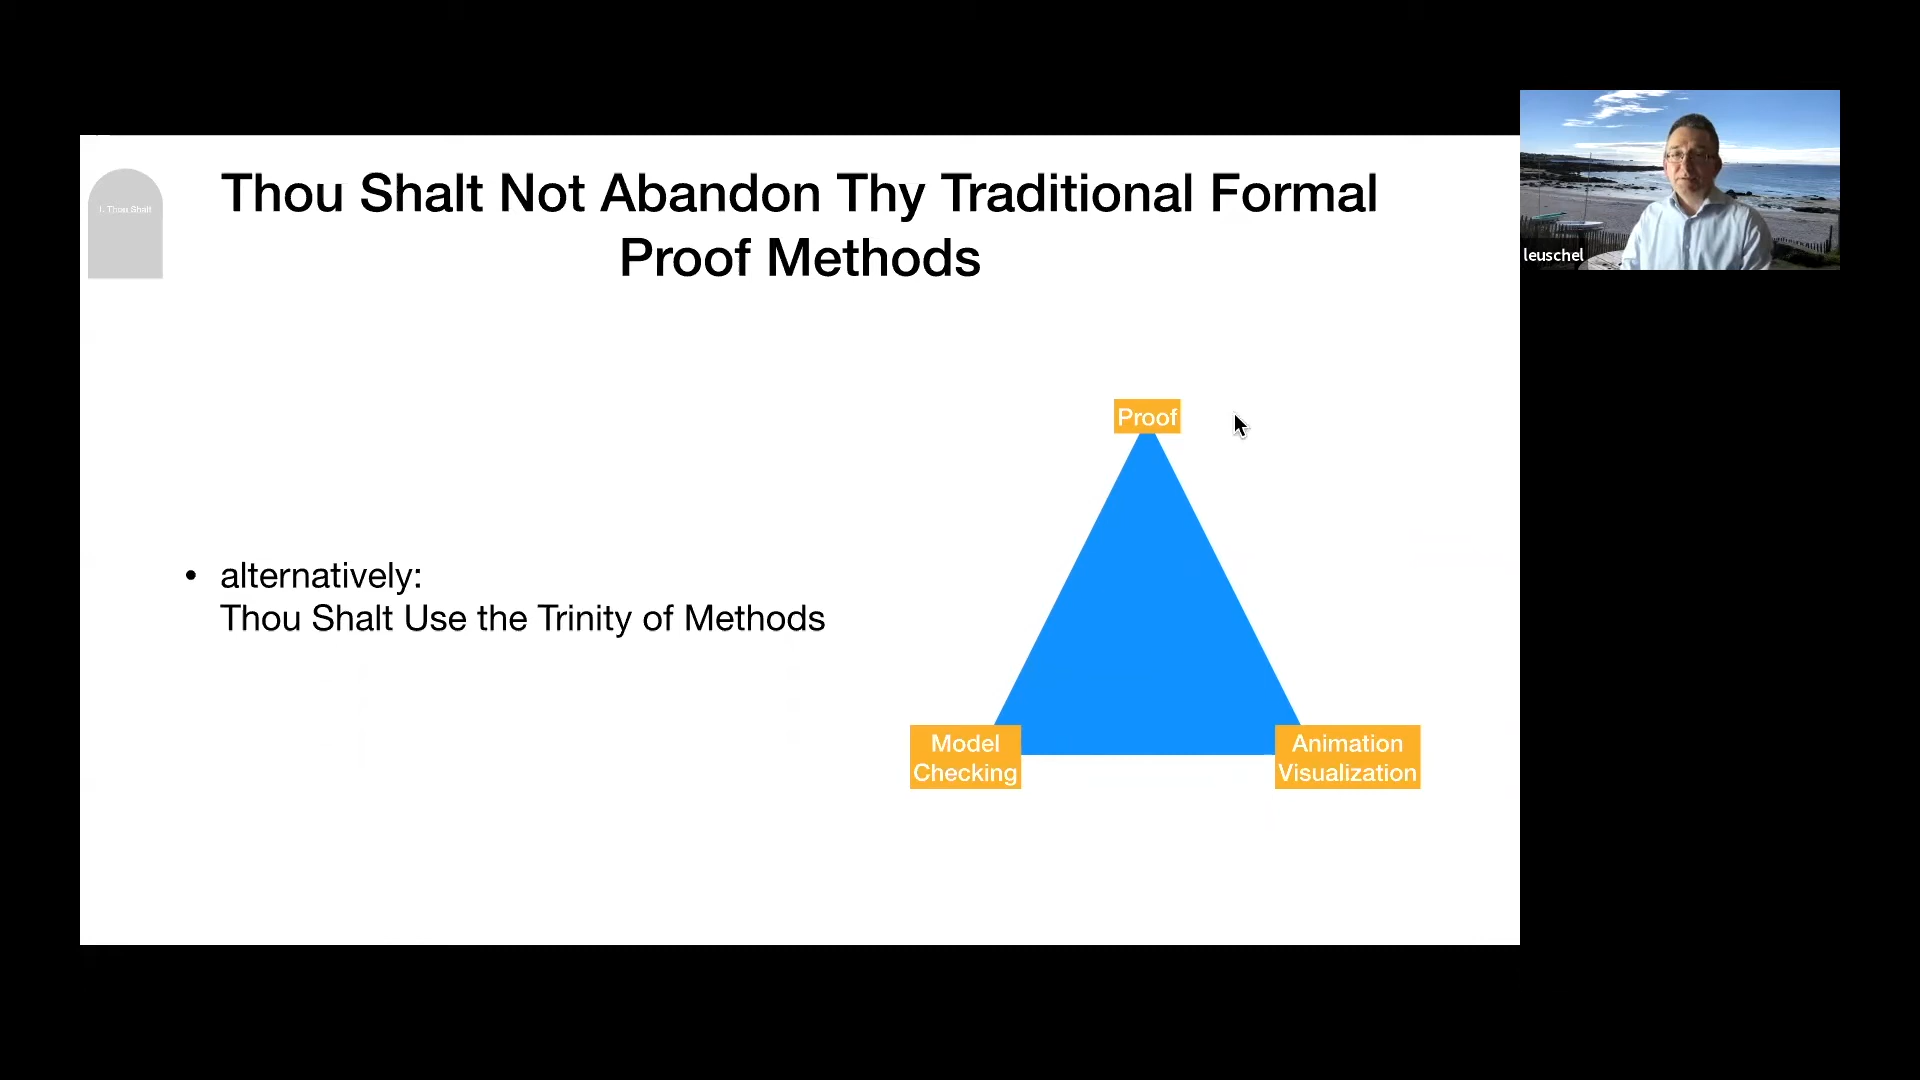 Thou Shalt Not Abandon Thy Traditional Formal
Proof Methods
I. Thou Shalt
• alternatively:
Thou Shalt Use the Trinity of Methods
Proof
Model
Checking
Animation
Visualization
leuschel